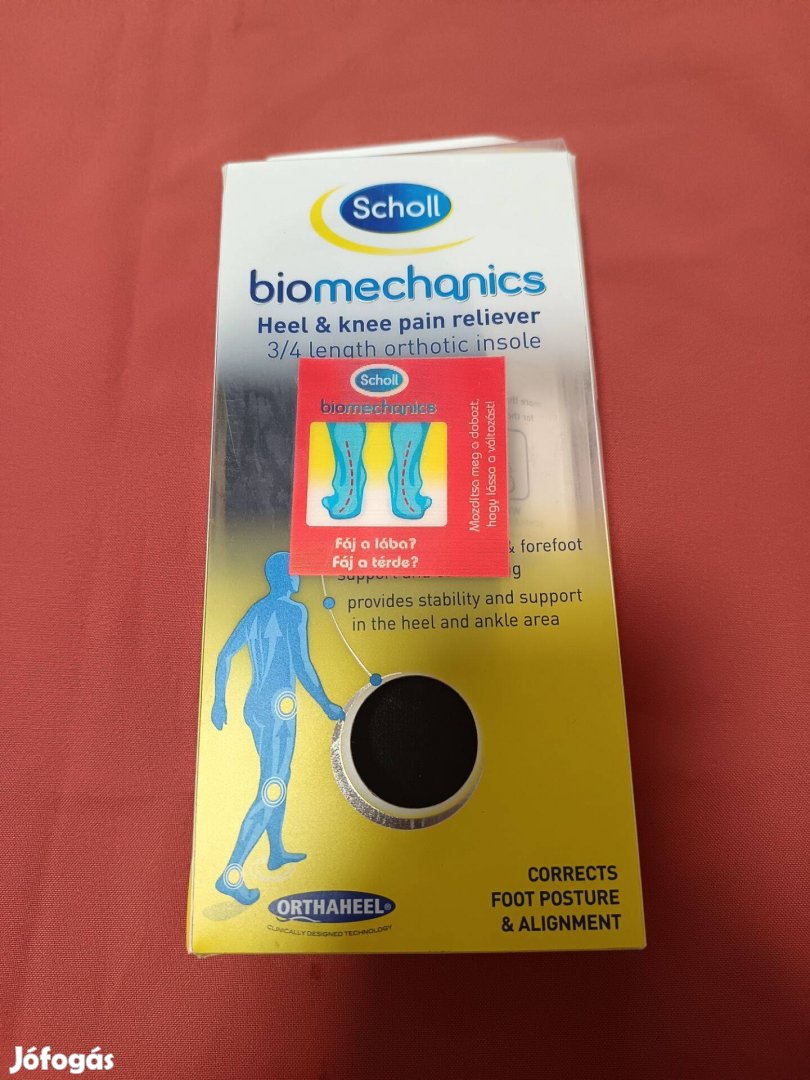 Scholl
biomechanics
Heel & knee pain reliever
3/4 length orthotic insole
Scholl
biomechanics
Mozdítsa meg a dobozt,
hogy lássa a változást!
Fáj a lába?
Fáj a térde?
& forefoot
support and
provides stability and support
in the heel and ankle area
CORRECTS
FOOT POSTURE
& ALIGNMENT
ORTHAHEEL®
CLINICALLY DESIGNED TECHNOLOGY
Jófogás